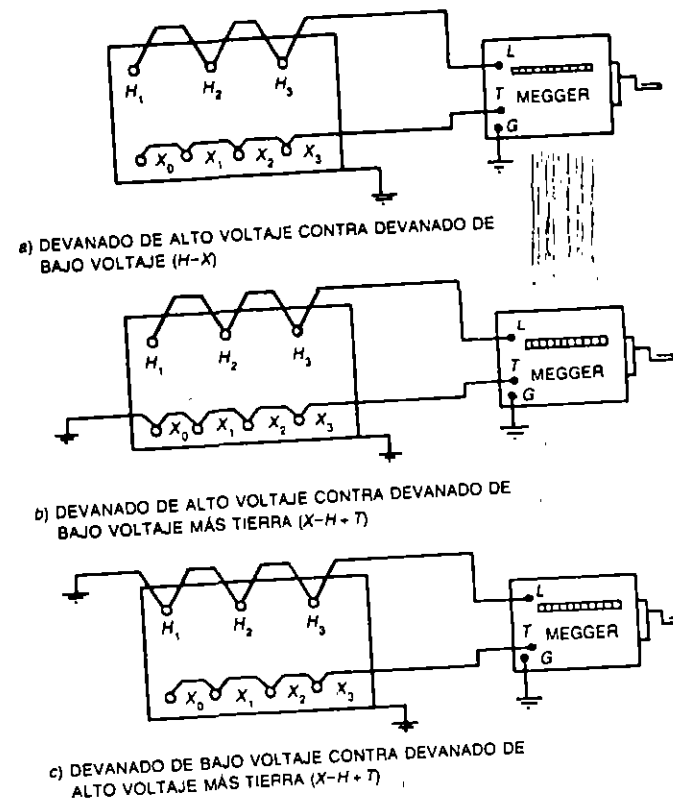 L
T
MEGGER
G
H₁
H₂
H₃
X₀
X₁
X₂
X₃
a) DEVANADO DE ALTO VOLTAJE CONTRA DEVANADO DE
BAJO VOLTAJE (H–X)
L
T
MEGGER
G
H₁
H₂
H₃
X₀
X₁
X₂
X₃
b) DEVANADO DE ALTO VOLTAJE CONTRA DEVANADO DE
BAJO VOLTAJE MÁS TIERRA (X–H + T)
L
T
MEGGER
G
H₁
H₂
H₃
X₀
X₁
X₂
X₃
c) DEVANADO DE BAJO VOLTAJE CONTRA DEVANADO DE
ALTO VOLTAJE MÁS TIERRA (X–H + T)